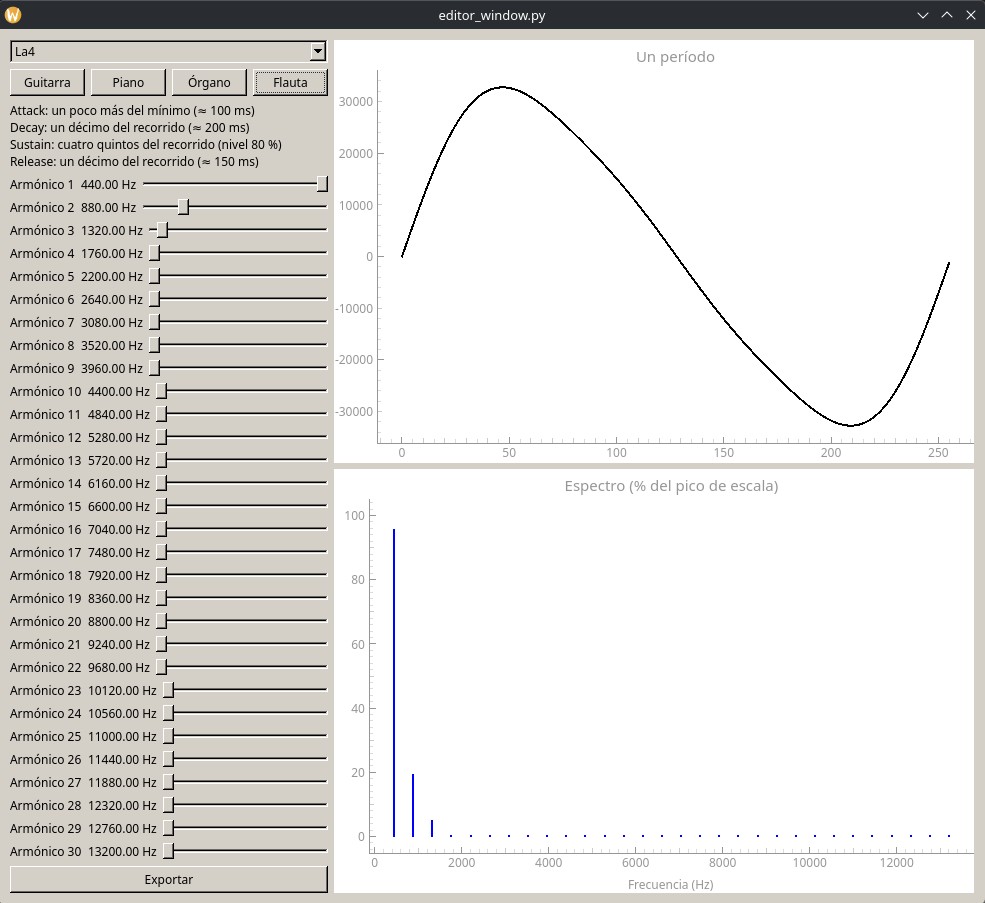 editor_window.py
La4
Guitarra Piano Órgano Flauta
Attack: un poco más del mínimo (≈ 100 ms)
Decay: un décimo del recorrido (≈ 200 ms)
Sustain: cuatro quintos del recorrido (nivel 80 %)
Release: un décimo del recorrido (≈ 150 ms)
Armónico 1 440.00 Hz
Armónico 2 880.00 Hz
Armónico 3 1320.00 Hz
Armónico 4 1760.00 Hz
Armónico 5 2200.00 Hz
Armónico 6 2640.00 Hz
Armónico 7 3080.00 Hz
Armónico 8 3520.00 Hz
Armónico 9 3960.00 Hz
Armónico 10 4400.00 Hz
Armónico 11 4840.00 Hz
Armónico 12 5280.00 Hz
Armónico 13 5720.00 Hz
Armónico 14 6160.00 Hz
Armónico 15 6600.00 Hz
Armónico 16 7040.00 Hz
Armónico 17 7480.00 Hz
Armónico 18 7920.00 Hz
Armónico 19 8360.00 Hz
Armónico 20 8800.00 Hz
Armónico 21 9240.00 Hz
Armónico 22 9680.00 Hz
Armónico 23 10120.00 Hz
Armónico 24 10560.00 Hz
Armónico 25 11000.00 Hz
Armónico 26 11440.00 Hz
Armónico 27 11880.00 Hz
Armónico 28 12320.00 Hz
Armónico 29 12760.00 Hz
Armónico 30 13200.00 Hz
Exportar
Un período
30000
20000
10000
0
-10000
-20000
-30000
0 50 100 150 200 250
Espectro (% del pico de escala)
100
80
60
40
20
0
0 2000 4000 6000 8000 10000 12000
Frecuencia (Hz)